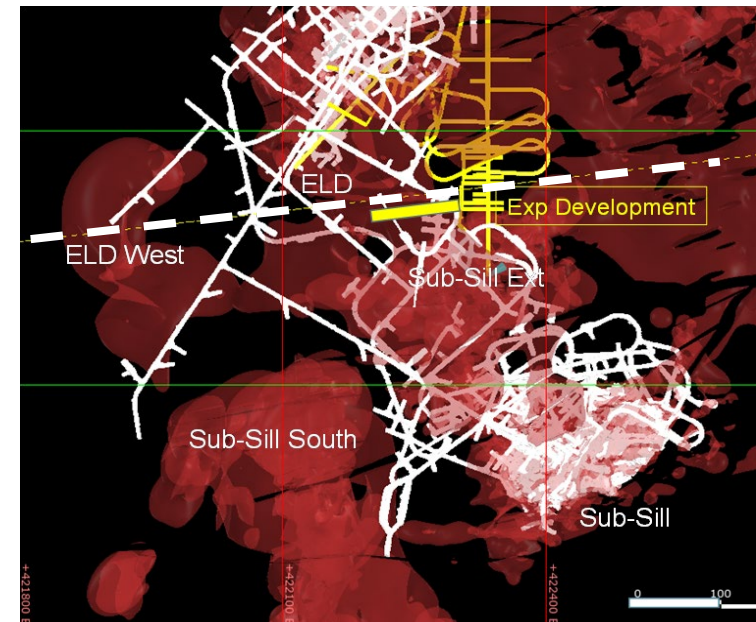 ELD
Exp Development
ELD West
Sub-Sill Ext
Sub-Sill South
Sub-Sill
+421800 E
+422100 E
+422400 E
0 100